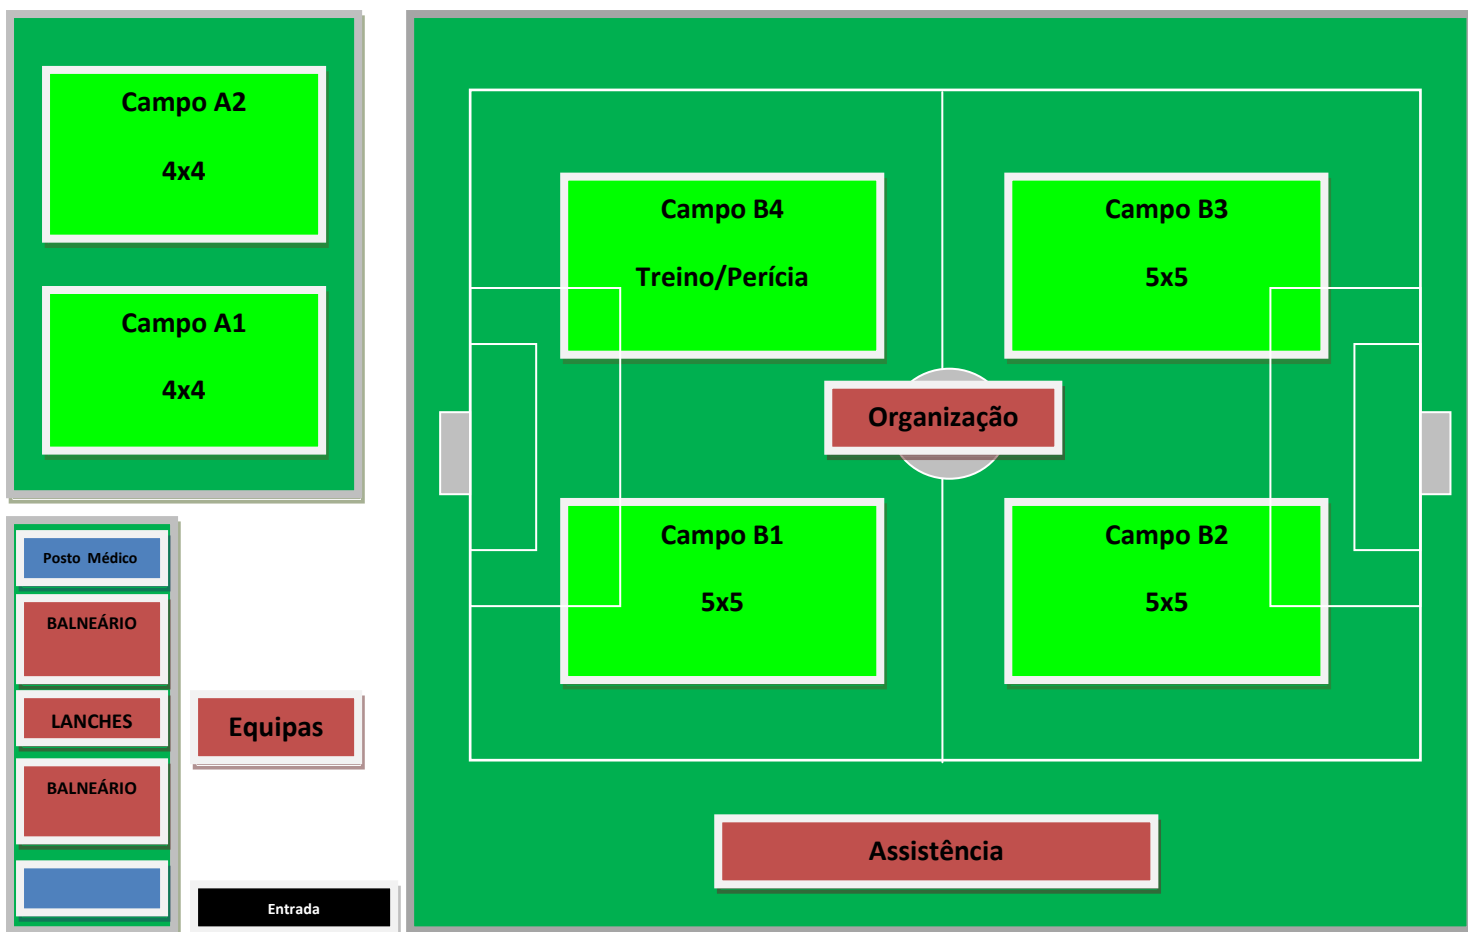 Campo A2
4x4
Campo A1
4x4
Posto Médico
BALNEÁRIO
LANCHES
BALNEÁRIO
Equipas
Entrada
Campo B4
Treino/Perícia
Campo B3
5x5
Organização
Campo B1
5x5
Campo B2
5x5
Assistência